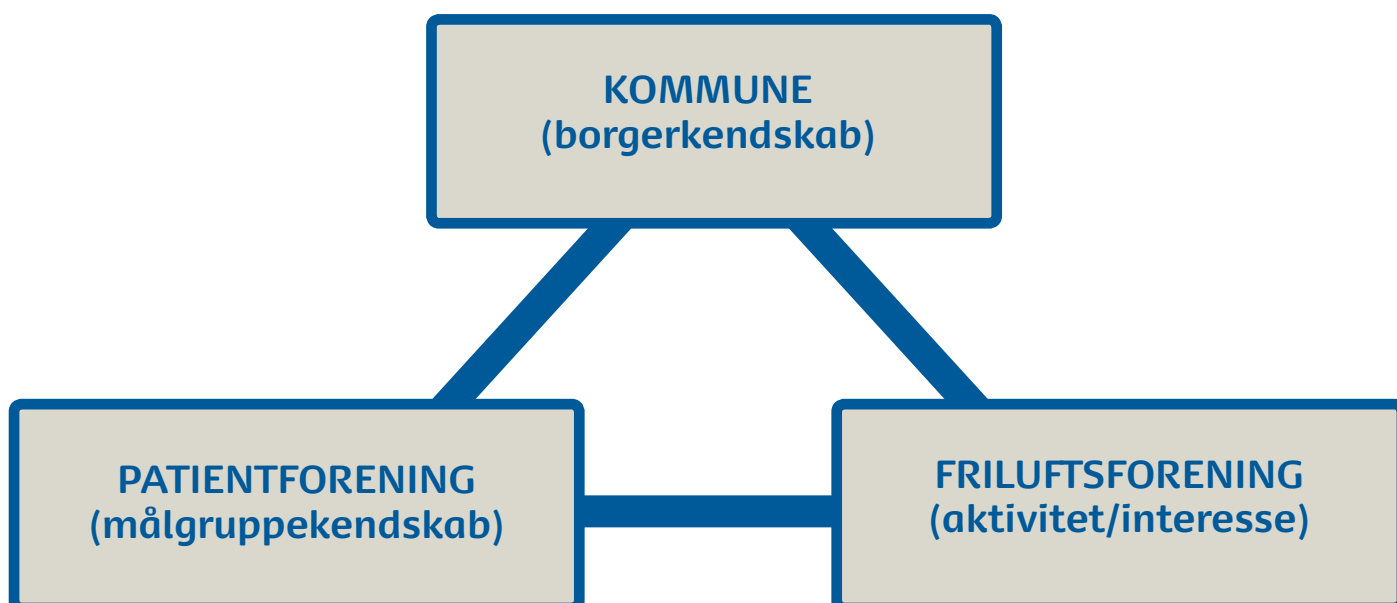 KOMMUNE
(borgerkendskab)
PATIENTFORENING
(målgruppekendskab)
FRILUFTSFORENING
(aktivitet/interesse)